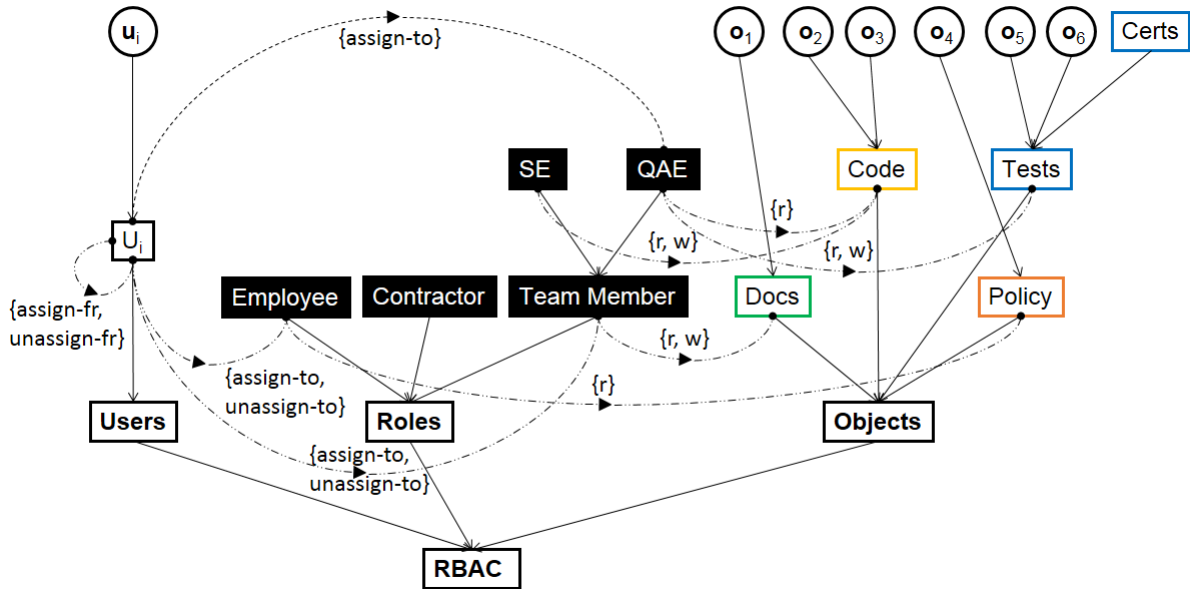 u_i
o_1
o_2
o_3
o_4
o_5
o_6
Certs
{assign-to}
SE
QAE
Code
Tests
{r}
{r, w}
{r, w}
U_i
{assign-fr,
unassign-fr}
Employee
Contractor
Team Member
Docs
Policy
{r, w}
{assign-to,
unassign-to}
{r}
Users
Roles
Objects
{assign-to,
unassign-to}
RBAC